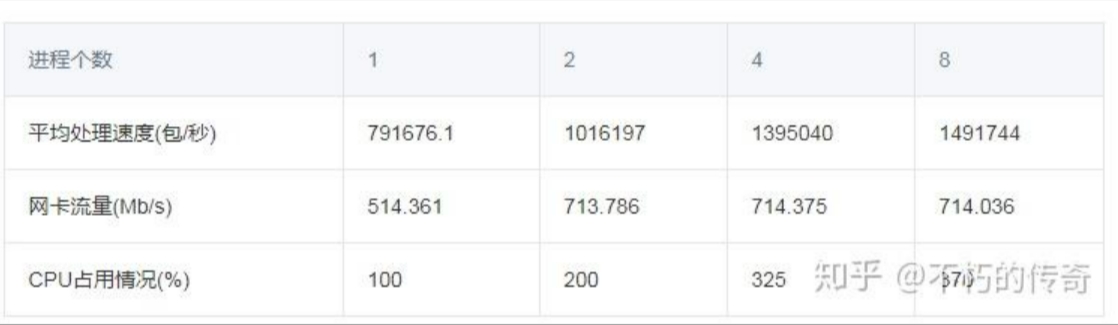 进程个数 1 2 4 8
平均处理速度(包/秒) 791676.1 1016197 1395040 1491744
网卡流量(Mb/s) 514.361 713.786 714.375 714.036
CPU占用情况(%) 100 200 325 370
知乎 @不朽的传奇